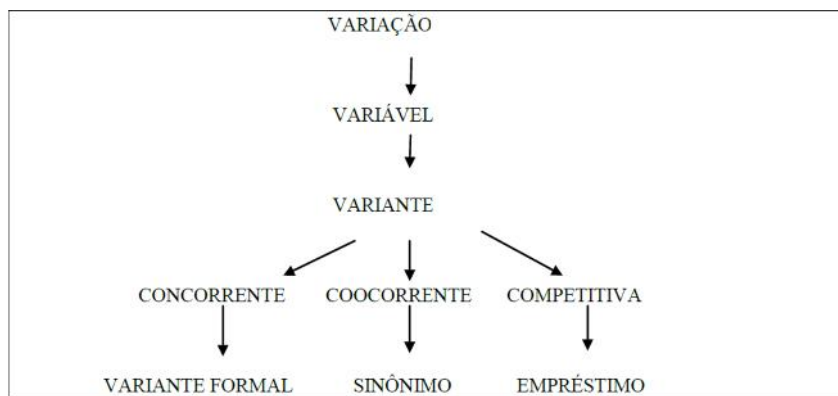 VARIAÇÃO
VARIÁVEL
VARIANTE
CONCORRENTE COOCORRENTE COMPETITIVA
VARIANTE FORMAL SINÔNIMO EMPRÉSTIMO